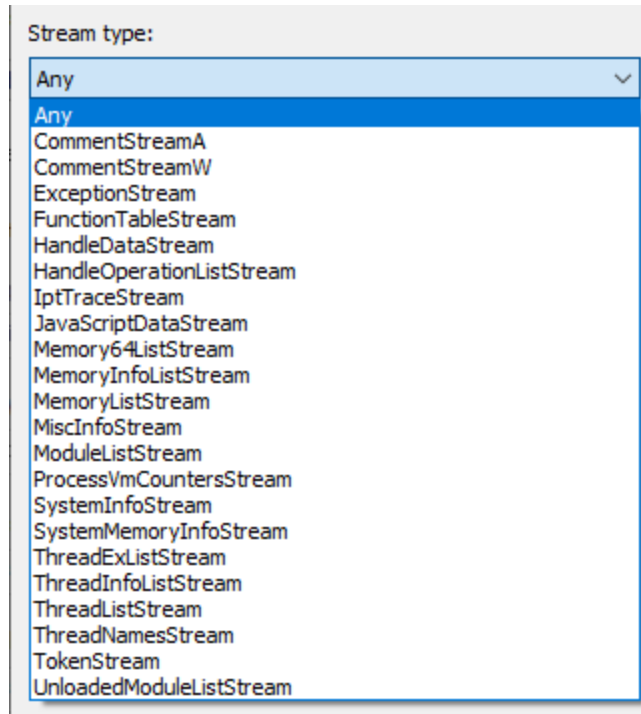 Stream type:
Any
Any
CommentStreamA
CommentStreamW
ExceptionStream
FunctionTableStream
HandleDataStream
HandleOperationListStream
IptTraceStream
JavaScriptDataStream
Memory64ListStream
MemoryInfoListStream
MemoryListStream
MiscInfoStream
ModuleListStream
ProcessVmCountersStream
SystemInfoStream
SystemMemoryInfoStream
ThreadExListStream
ThreadInfoListStream
ThreadListStream
ThreadNamesStream
TokenStream
UnloadedModuleListStream